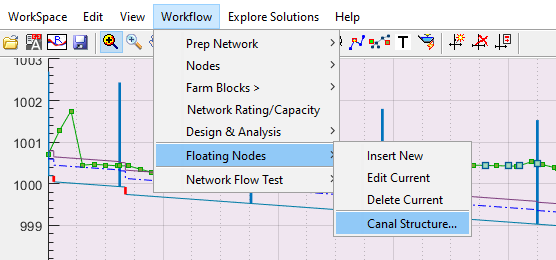 WorkSpace Edit View Workflow Explore Solutions Help
Prep Network >
T
1003
Nodes >
Farm Blocks > >
1002
Network Rating/Capacity
Design & Analysis >
1001
Floating Nodes >
Insert New
Network Flow Test >
Edit Current
1000
Delete Current
Canal Structure...
999